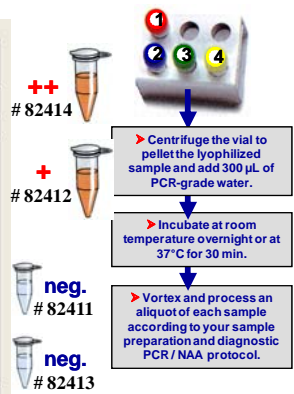 1
2
3
4
++
# 82414
+
# 82412
neg.
# 82411
neg.
# 82413
➤ Centrifuge the vial to
pellet the lyophilized
sample and add 300 µL of
PCR-grade water.
➤ Incubate at room
temperature overnight or at
37°C for 30 min.
➤ Vortex and process an
aliquot of each sample
according to your sample
preparation and diagnostic
PCR / NAA protocol.